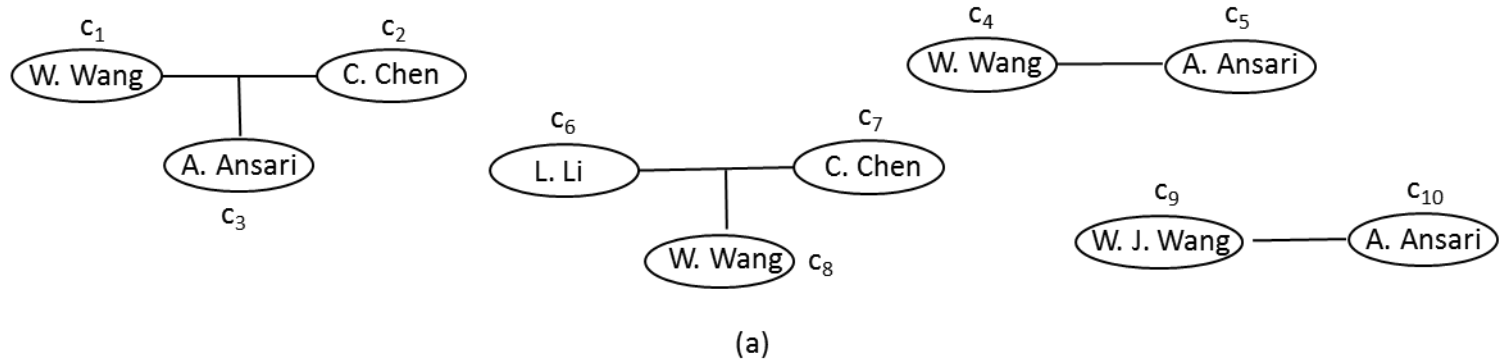 c1 c2
W. Wang C. Chen
A. Ansari
c3
c4 c5
W. Wang A. Ansari
c6 c7
L. Li C. Chen
W. Wang c8
c9 c10
W. J. Wang A. Ansari
(a)